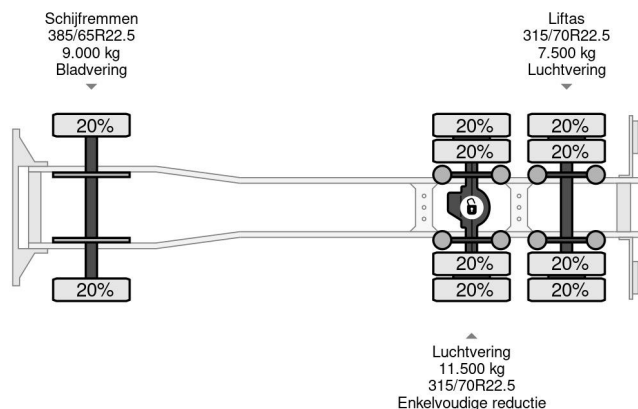 Schijfremmen
385/65R22.5
9.000 kg
Bladvering
Liftas
315/70R22.5
7.500 kg
Luchtvering
20% 20% 20%
20% 20%
20% 20%
20% 20% 20%
Luchtvering
11.500 kg
315/70R22.5
Enkelvoudige reductie